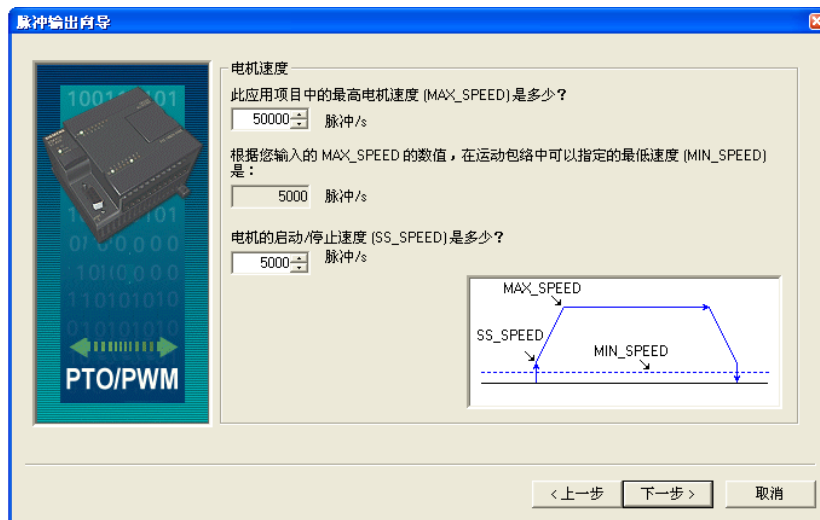 脉冲输出向导
电机速度
此应用项目中的最高电机速度 (MAX_SPEED)是多少？
50000 脉冲/s
根据您输入的 MAX_SPEED 的数值，在运动包络中可以指定的最低速度 (MIN_SPEED)
是：
5000 脉冲/s
电机的启动/停止速度 (SS_SPEED)是多少？
5000 脉冲/s
MAX_SPEED
SS_SPEED
MIN_SPEED
PTO/PWM
<上一步 下一步> 取消